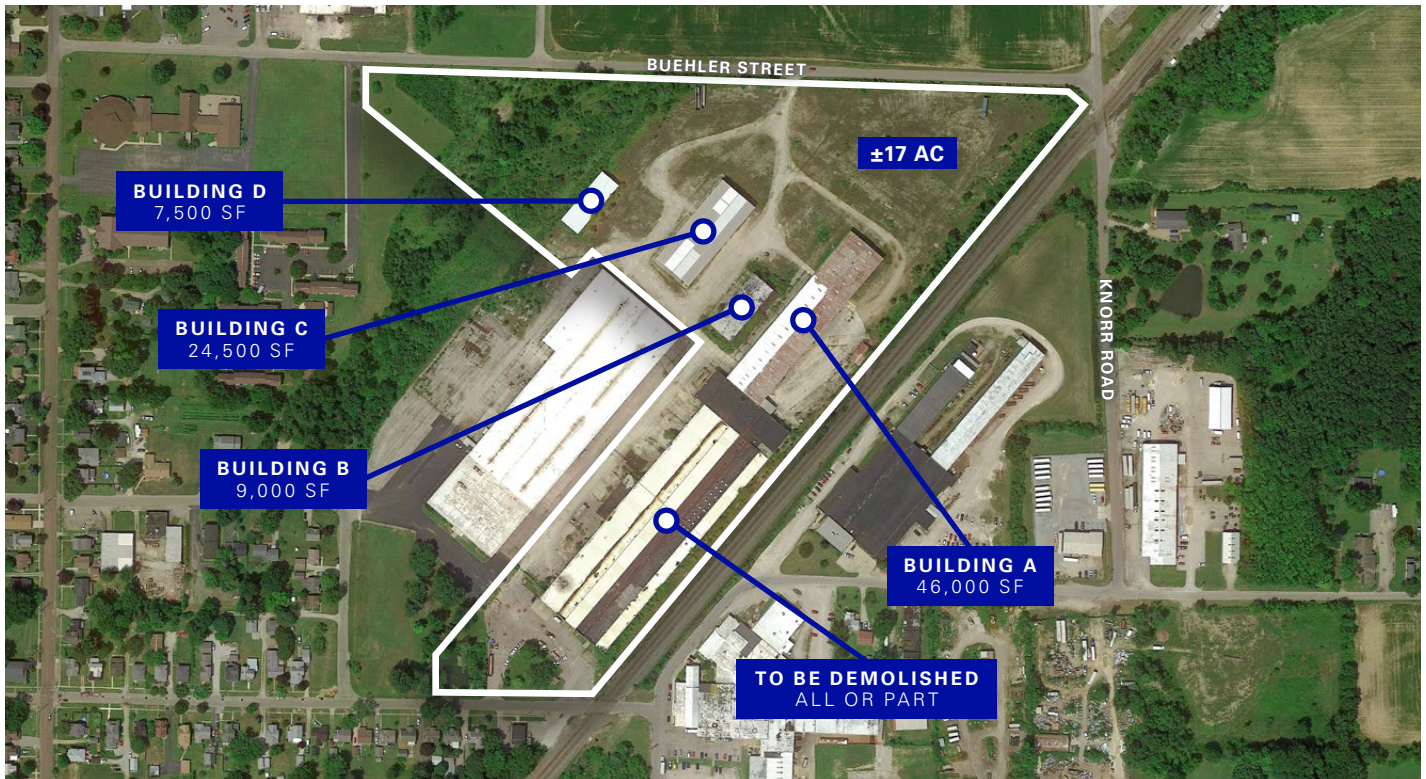 BUEHLER STREET
±17 AC
BUILDING D
7,500 SF
BUILDING C
24,500 SF
KNORR ROAD
BUILDING B
9,000 SF
BUILDING A
46,000 SF
TO BE DEMOLISHED
ALL OR PART